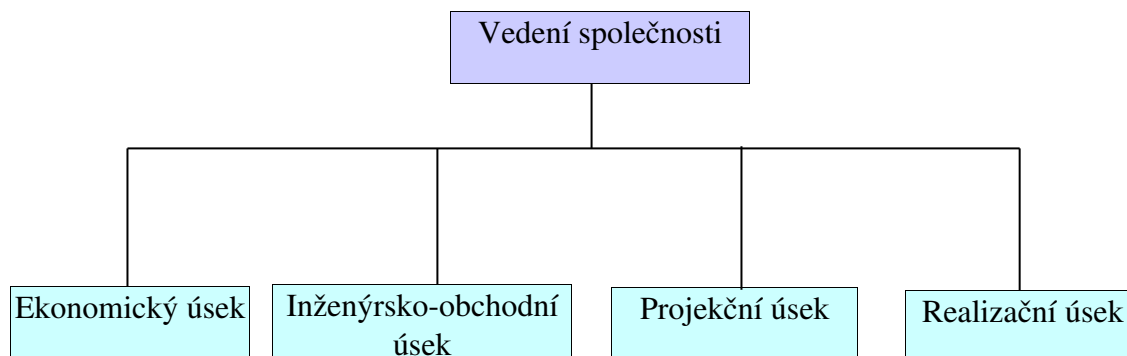 Vedení společnosti
Ekonomický úsek
Inženýrsko-obchodní
úsek
Projekční úsek
Realizační úsek